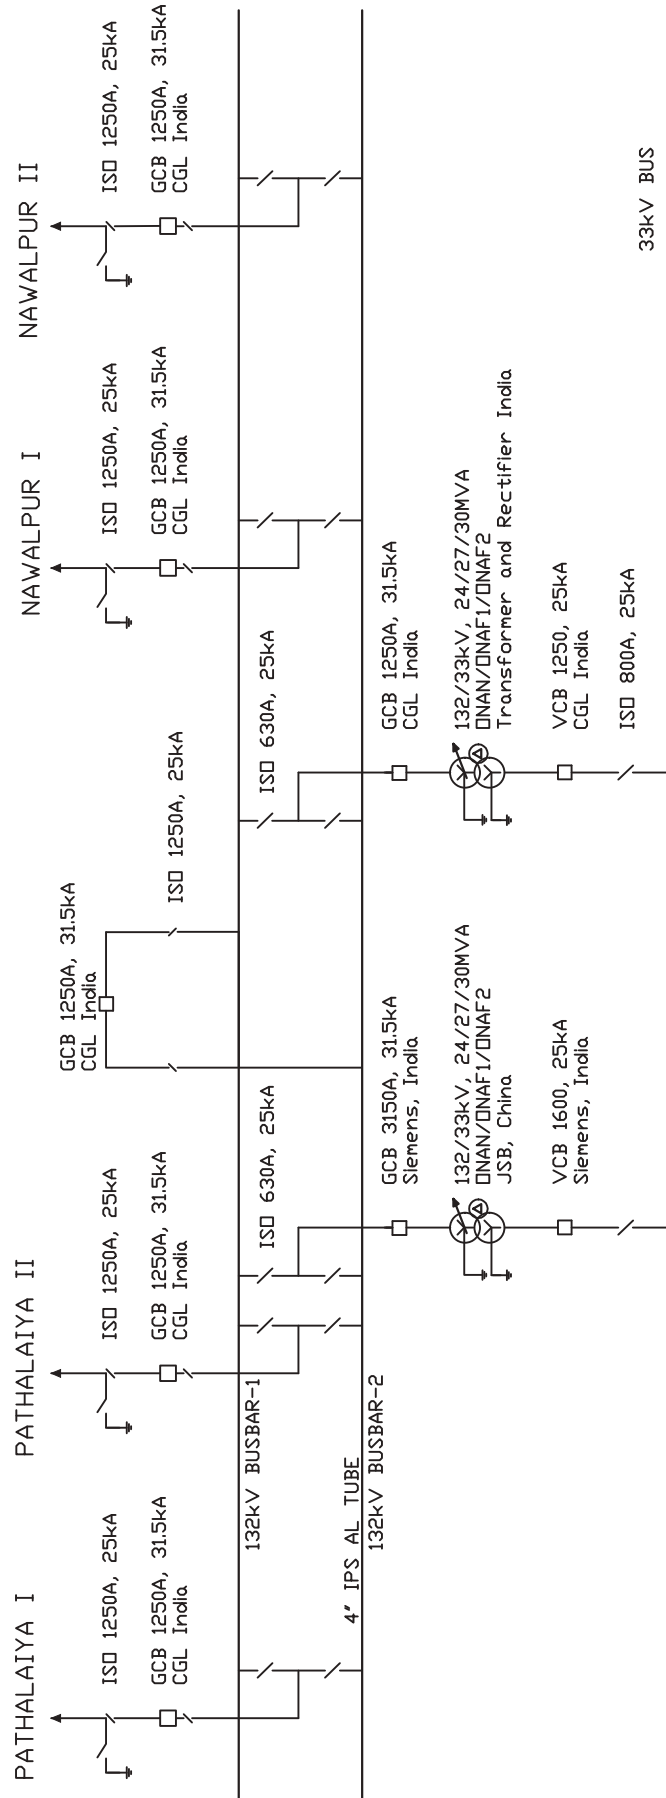 PATHALAIYA I
ISO 1250A, 25kA
GCB 1250A, 31.5kA
CGL India
PATHALAIYA II
ISO 1250A, 25kA
GCB 1250A, 31.5kA
CGL India
GCB 1250A, 31.5kA
CGL India
ISO 1250A, 25kA
NAWALPUR I
ISO 1250A, 25kA
GCB 1250A, 31.5kA
CGL India
NAWALPUR II
ISO 1250A, 25kA
GCB 1250A, 31.5kA
CGL India
132kV BUSBAR-1
ISO 630A, 25kA
ISO 630A, 25kA
4" IPS AL TUBE
132kV BUSBAR-2
GCB 3150A, 31.5kA
Siemens, India
132/33kV, 24/27/30MVA
ONAN/ONAF1/ONAF2
JSB, China
VCB 1600, 25kA
Siemens, India
GCB 1250A, 31.5kA
CGL India
132/33kV, 24/27/30MVA
ONAN/ONAF1/ONAF2
Transformer and Rectifier India
VCB 1250, 25kA
CGL India
ISO 800A, 25kA
33kV BUS